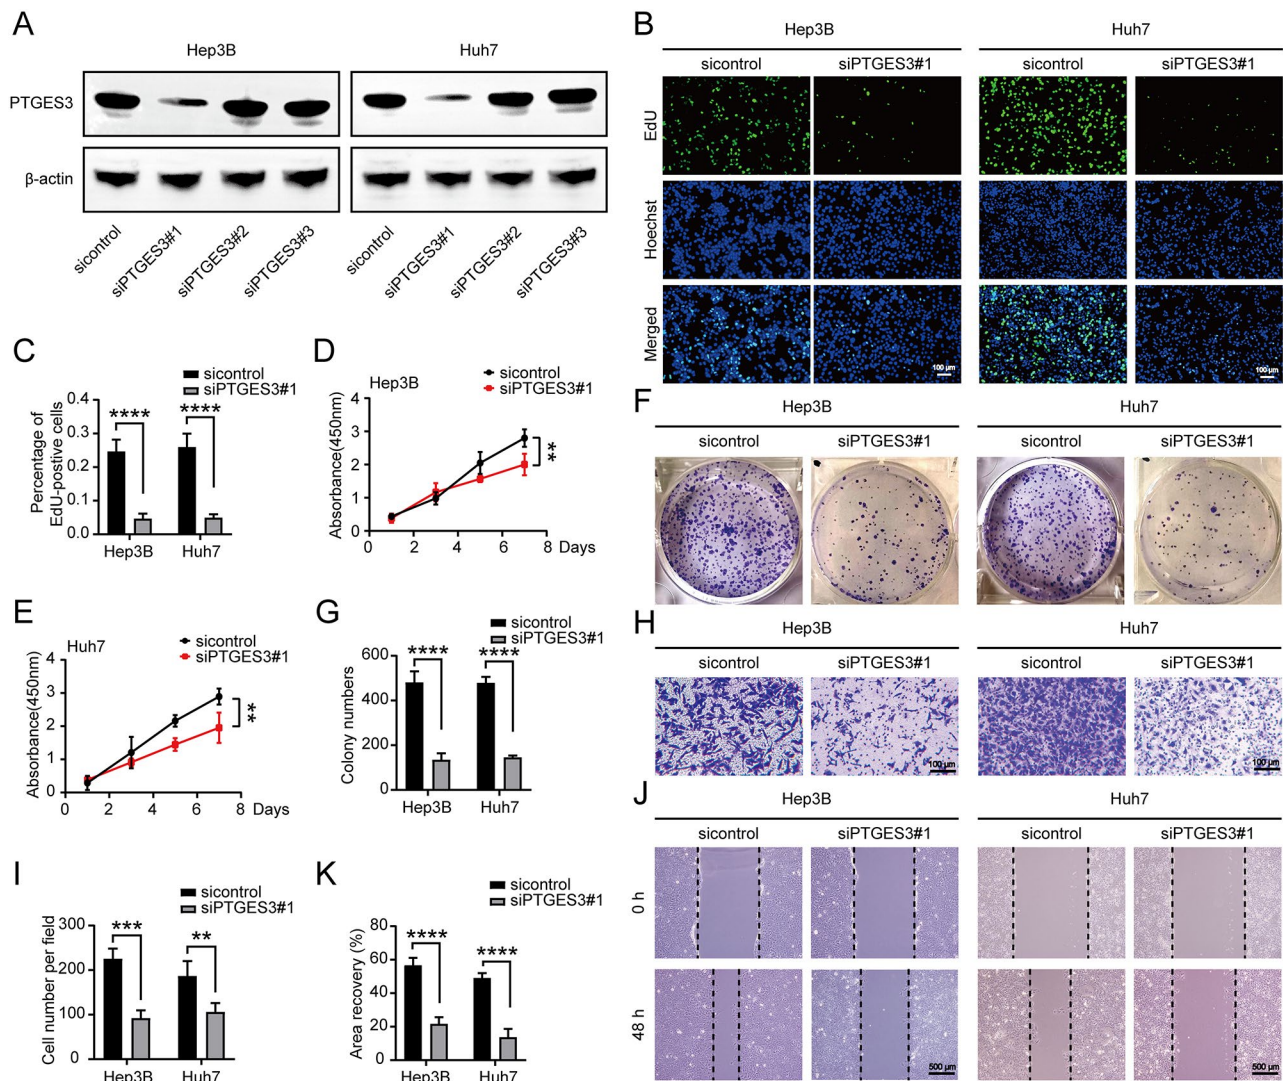 A
Hep3B
Huh7
PTGES3
β-actin
sicontrol
siPTGES3#1
siPTGES3#2
siPTGES3#3
sicontrol
siPTGES3#1
siPTGES3#2
siPTGES3#3
B
Hep3B
Huh7
sicontrol
siPTGES3#1
sicontrol
siPTGES3#1
EdU
Hoechst
Merged
100 μm
100 μm
C
sicontrol
siPTGES3#1
Percentage of
EdU-postive cells
0.4
0.3
0.2
0.1
0.0
****
****
Hep3B
Huh7
D
Hep3B
sicontrol
siPTGES3#1
Absorbance(450nm)
4
3
2
1
0
**
0 2 4 6 8 Days
E
Huh7
sicontrol
siPTGES3#1
Absorbance(450nm)
4
3
2
1
0
**
0 2 4 6 8 Days
F
Hep3B
Huh7
sicontrol
siPTGES3#1
sicontrol
siPTGES3#1
G
sicontrol
siPTGES3#1
Colony numbers
600
400
200
0
****
****
Hep3B
Huh7
H
Hep3B
Huh7
sicontrol
siPTGES3#1
sicontrol
siPTGES3#1
100 μm
100 μm
I
sicontrol
siPTGES3#1
Cell number per field
300
200
100
0
***
**
Hep3B
Huh7
J
Hep3B
Huh7
sicontrol
siPTGES3#1
sicontrol
siPTGES3#1
0 h
48 h
500 μm
500 μm
K
sicontrol
siPTGES3#1
Area recovery (%)
80
60
40
20
0
****
****
Hep3B
Huh7